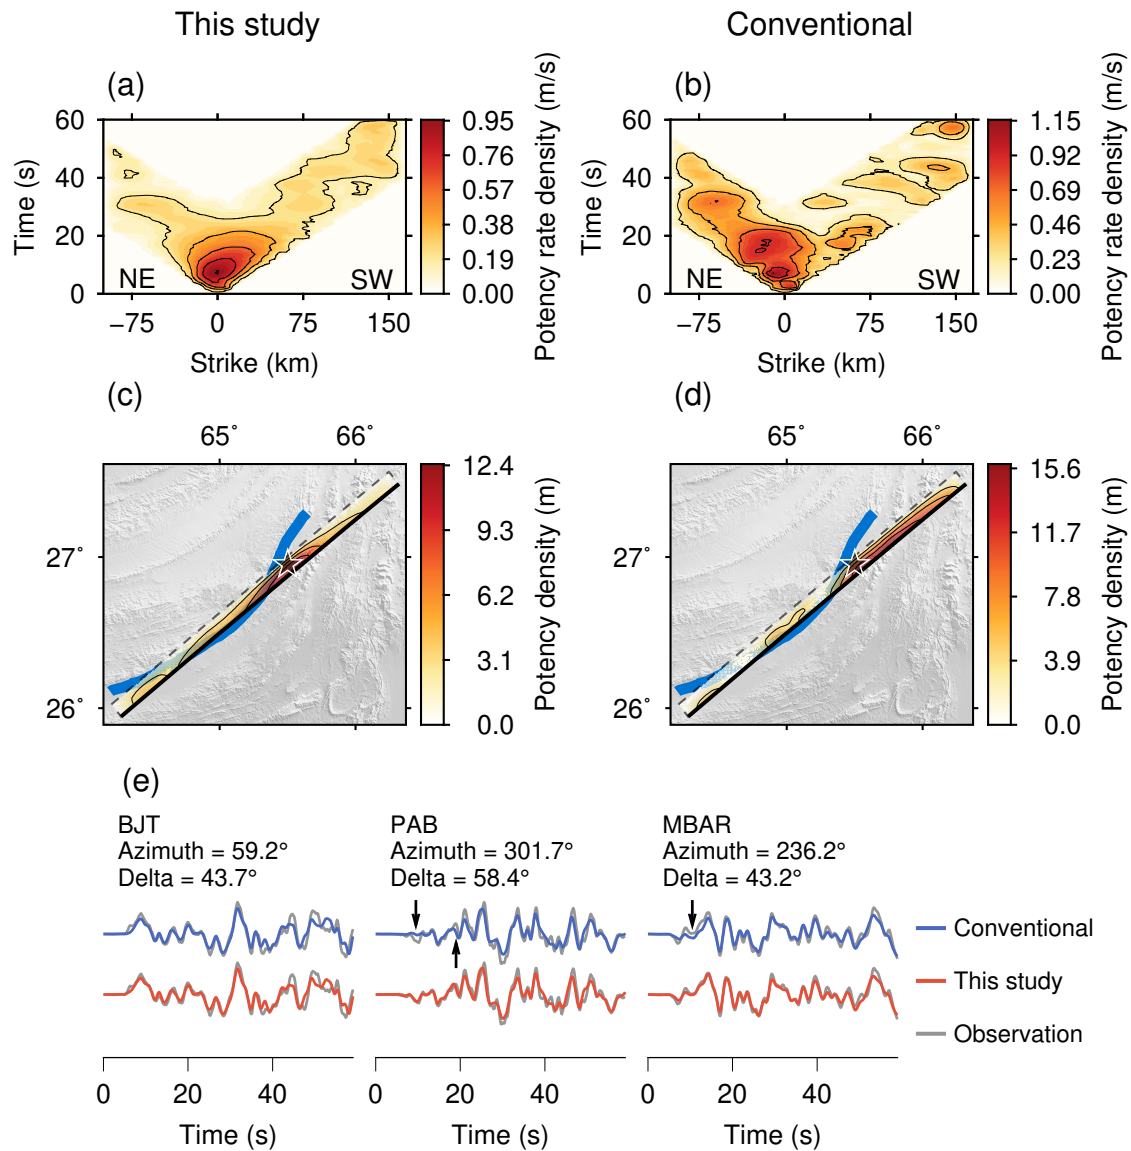 This study
Conventional
(a)
(b)
Time (s)
60
40
20
0
NE
SW
−75
0
75
150
Strike (km)
0.95
0.76
0.57
0.38
0.19
0.00
Potency rate density (m/s)
Time (s)
60
40
20
0
NE
SW
−75
0
75
150
Strike (km)
1.15
0.92
0.69
0.46
0.23
0.00
Potency rate density (m/s)
(c)
(d)
65°
66°
27°
26°
12.4
9.3
6.2
3.1
0.0
Potency density (m)
65°
66°
27°
26°
15.6
11.7
7.8
3.9
0.0
Potency density (m)
(e)
BJT
Azimuth = 59.2°
Delta = 43.7°
PAB
Azimuth = 301.7°
Delta = 58.4°
MBAR
Azimuth = 236.2°
Delta = 43.2°
Conventional
This study
Observation
0
20
40
0
20
40
0
20
40
Time (s)
Time (s)
Time (s)